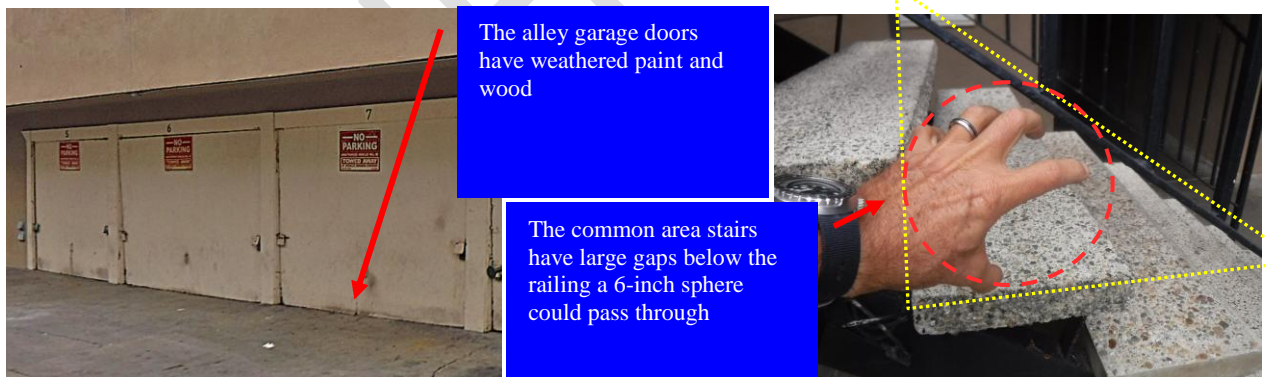 The alley garage doors
have weathered paint and
wood
5
6
7
NO
PARKING
TOWED AWAY
NO
PARKING
NO
PARKING
TOWED AWAY
The common area stairs
have large gaps below the
railing a 6-inch sphere
could pass through